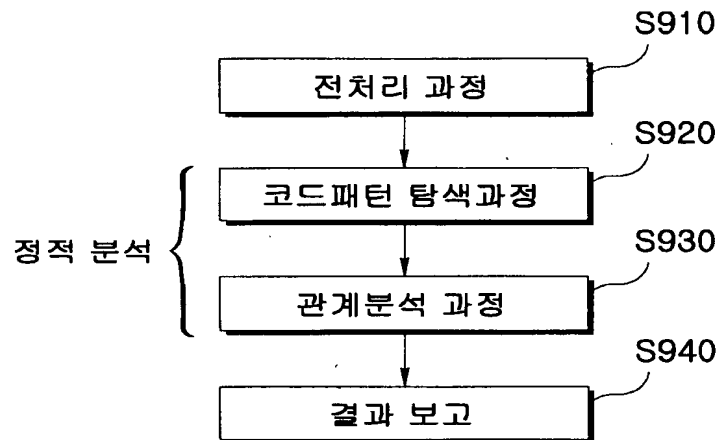 S910
전처리 과정
S920
코드패턴 탐색과정
정적 분석
S930
관계분석 과정
S940
결과 보고